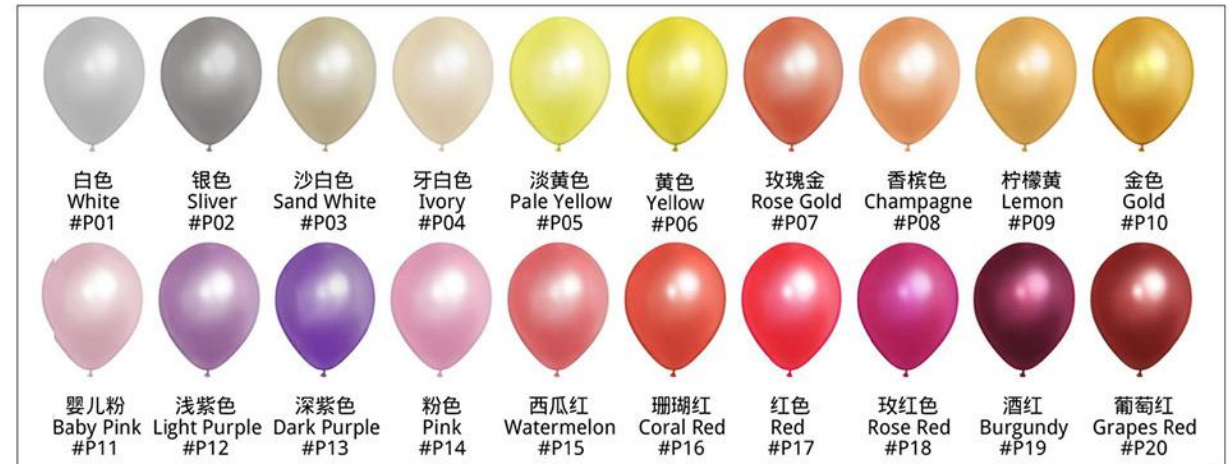 白色 银色 沙白色 牙白色 淡黄色 黄色 玫瑰金 香槟色 柠檬黄 金色
White Sliver Sand White Ivory Pale Yellow Yellow Rose Gold Champagne Lemon Gold
#P01 #P02 #P03 #P04 #P05 #P06 #P07 #P08 #P09 #P10
婴儿粉 浅紫色 深紫色 粉色 西瓜红 珊瑚红 红色 玫红色 酒红 葡萄红
Baby Pink Light Purple Dark Purple Pink Watermelon Coral Red Red Rose Red Burgundy Grapes Red
#P11 #P12 #P13 #P14 #P15 #P16 #P17 #P18 #P19 #P20